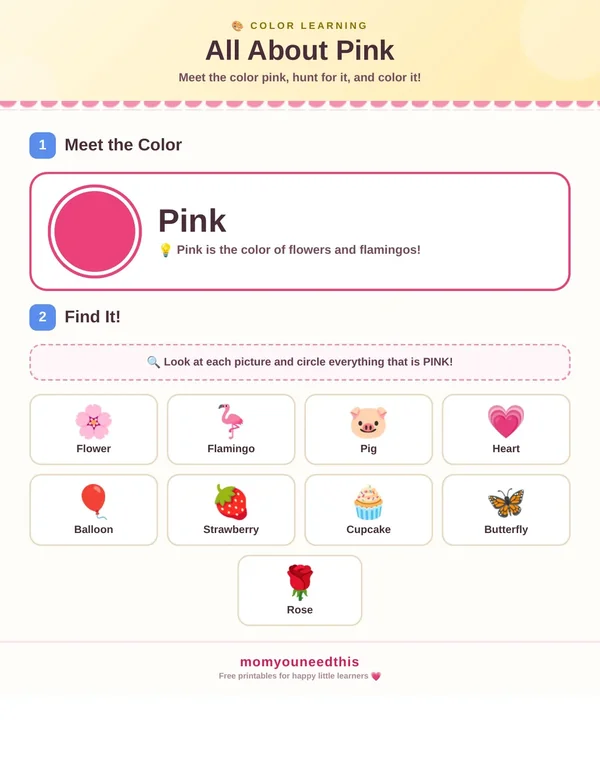 🎨 COLOR LEARNING
All About Pink
Meet the color pink, hunt for it, and color it!
1 Meet the Color
Pink
💡 Pink is the color of flowers and flamingos!
2 Find It!
🔍 Look at each picture and circle everything that is PINK!
Flower Flamingo Pig Heart
Balloon Strawberry Cupcake Butterfly
Rose
momyouneedthis
Free printables for happy little learners 💗